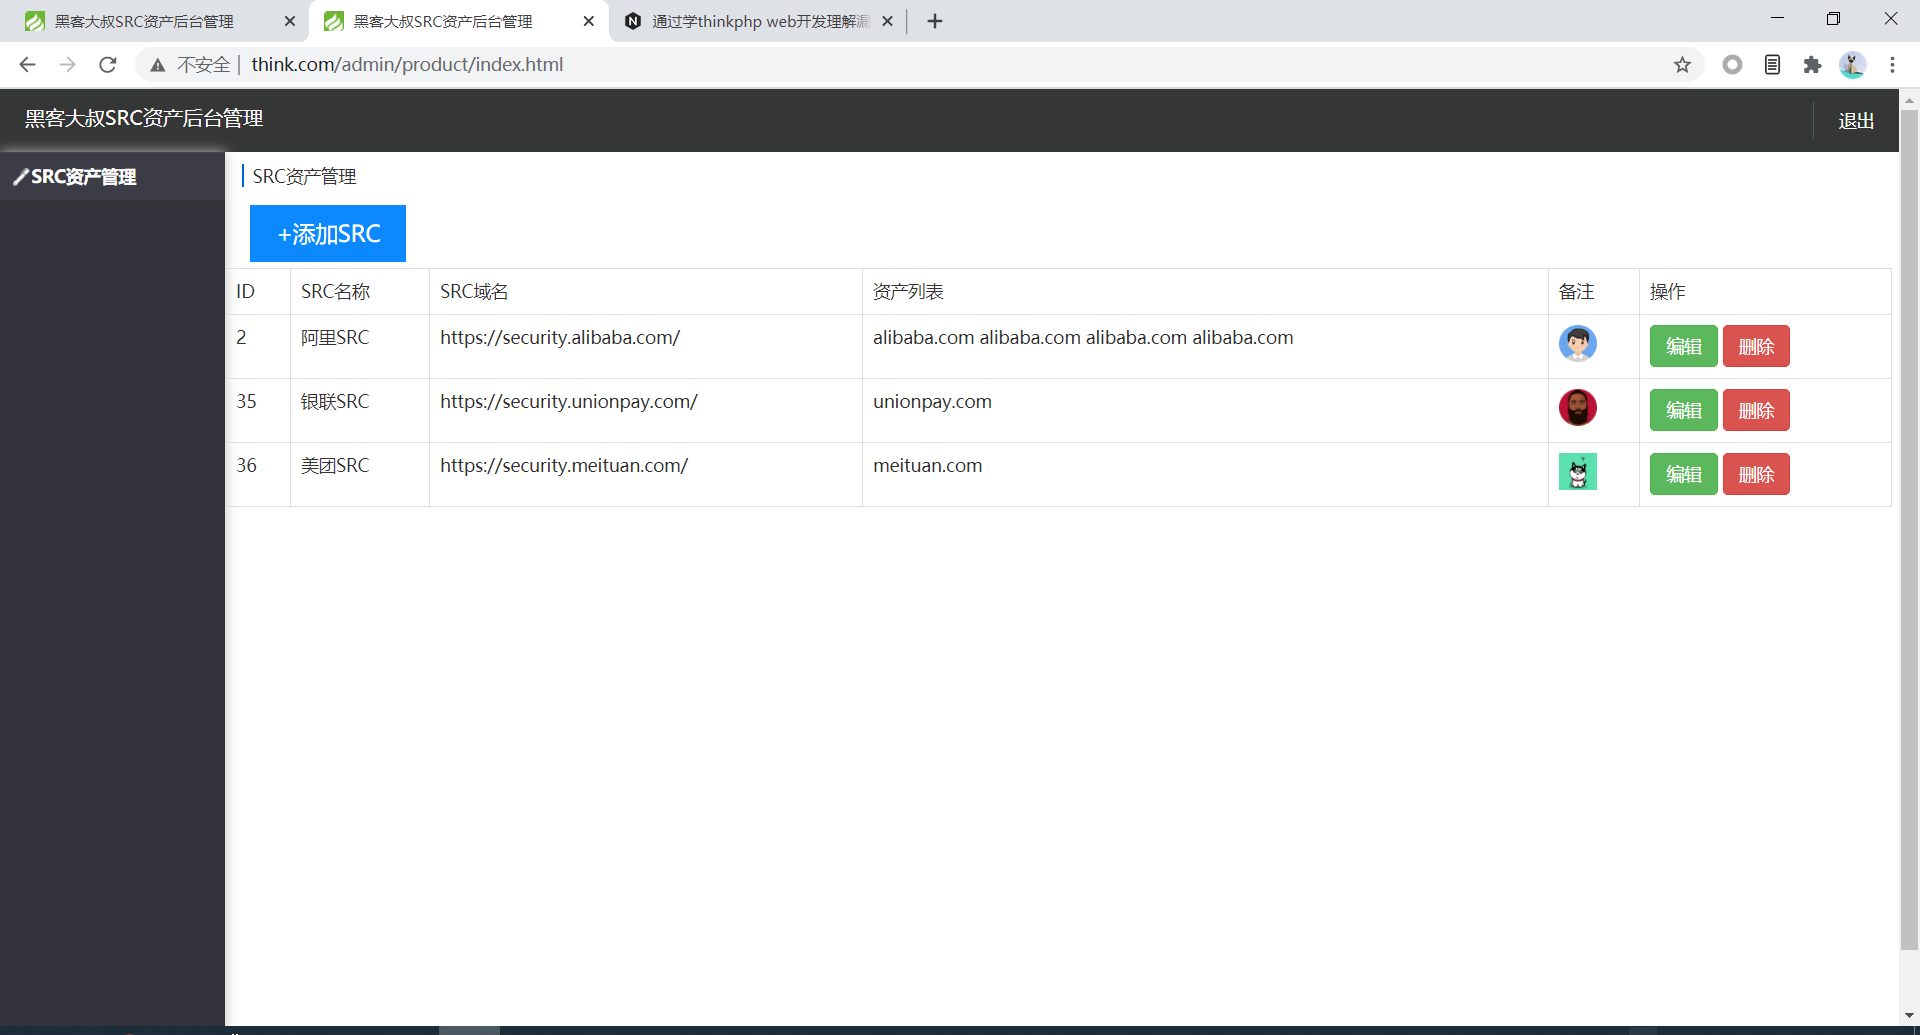 黑客大叔SRC资产后台管理
黑客大叔SRC资产后台管理
通过学thinkphp web开发理解漏
不安全 | think.com/admin/product/index.html
黑客大叔SRC资产后台管理 退出
SRC资产管理
SRC资产管理
+添加SRC
ID SRC名称 SRC域名 资产列表 备注 操作
2 阿里SRC https://security.alibaba.com/ alibaba.com alibaba.com alibaba.com alibaba.com 编辑 删除
35 银联SRC https://security.unionpay.com/ unionpay.com 编辑 删除
36 美团SRC https://security.meituan.com/ meituan.com 编辑 删除